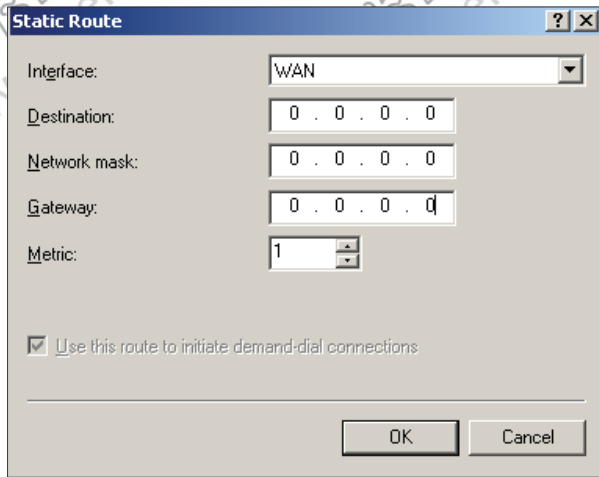 Static Route
Interface: WAN
Destination: 0 . 0 . 0 . 0
Network mask: 0 . 0 . 0 . 0
Gateway: 0 . 0 . 0 . 0
Metric: 1
Use this route to initiate demand-dial connections
OK Cancel